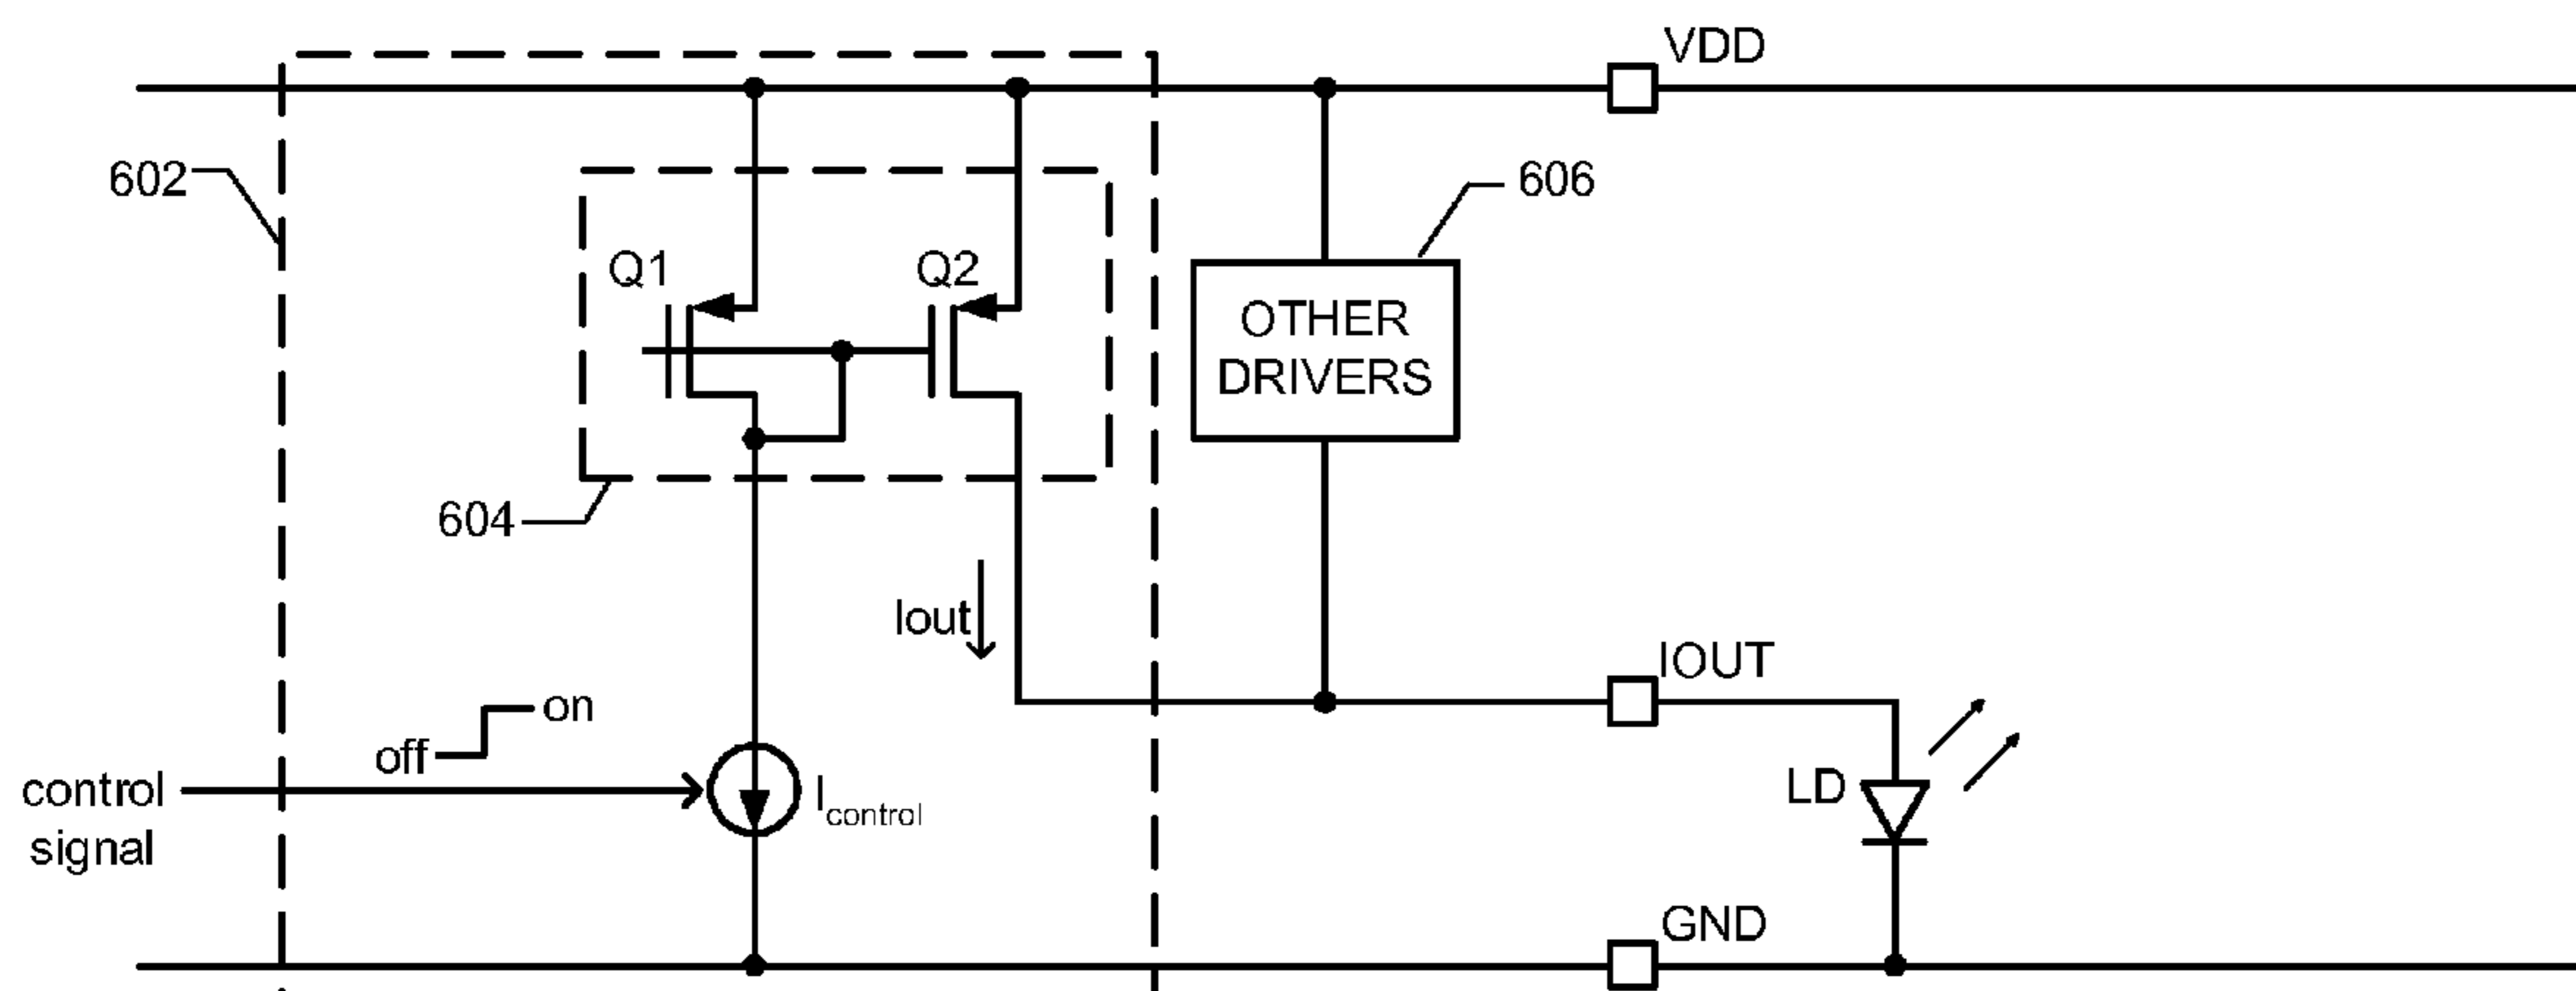 VDD
602
606
Q1
Q2
OTHER
DRIVERS
604
Iout
IOUT
on
off
control
signal
Icontrol
LD
GND